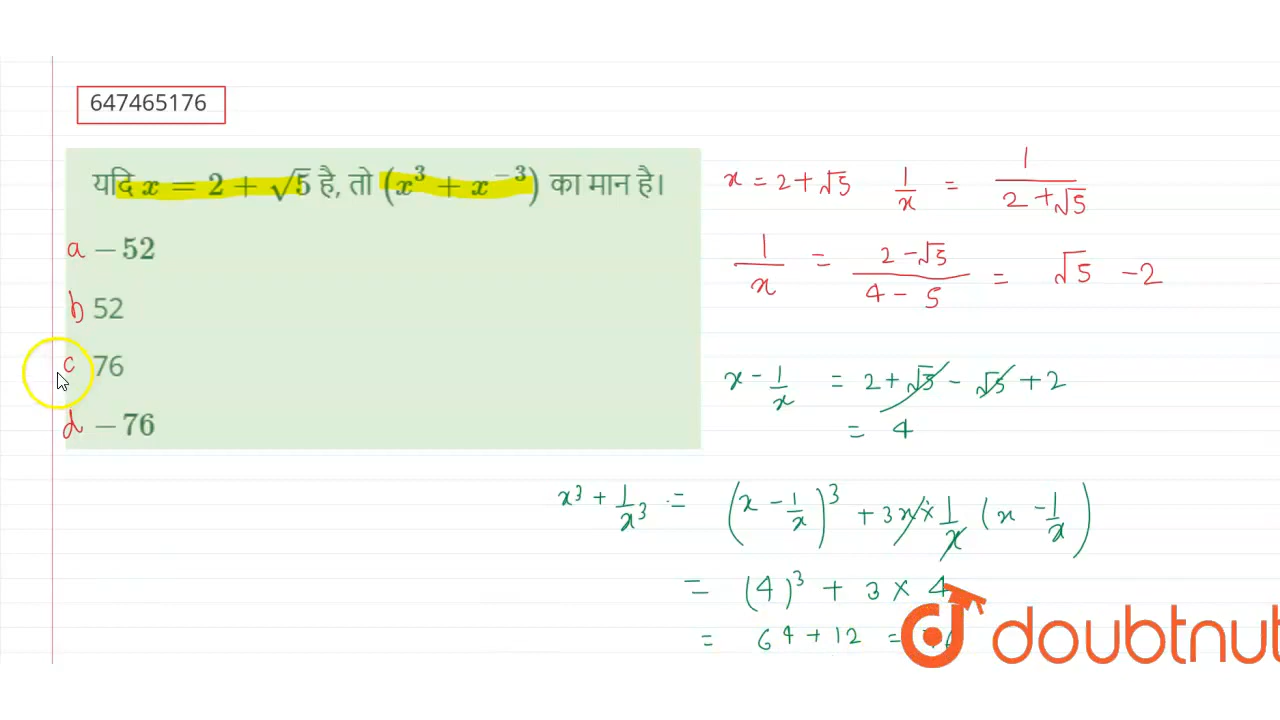 647465176
यदि x = 2 + √5 है, तो (x³ + x⁻³) का मान है।
a - 52
b 52
c 76
d - 76
x = 2 + √5 1/x = 1/(2 + √5)
1/x = (2 - √5)/(4 - 5) = √5 - 2
x - 1/x = 2 + √5 - √5 + 2
= 4
x³ + 1/x³ = (x - 1/x)³ + 3x × 1/x (x - 1/x)
= (4)³ + 3 × 4
= 64 + 12 =
doubtnut